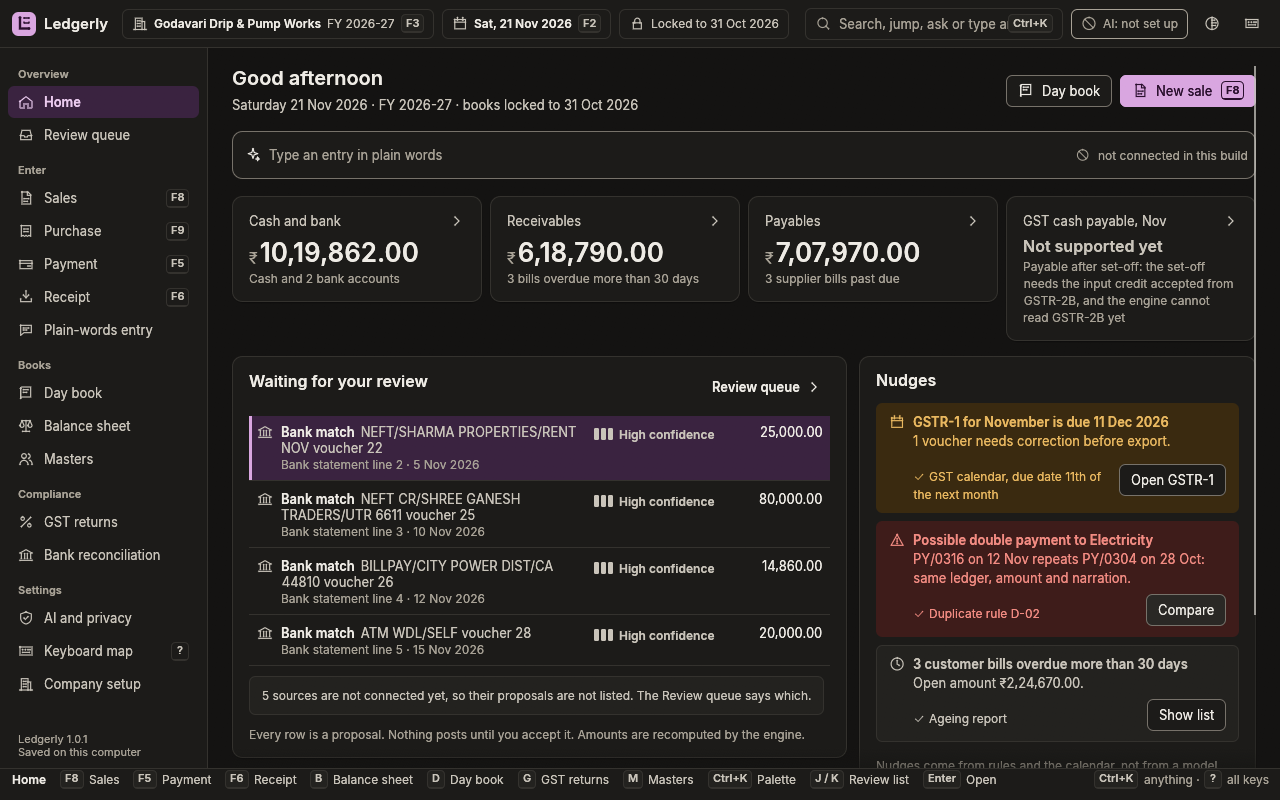 Ledgerly
Godavari Drip & Pump Works FY 2026-27 F3
Sat, 21 Nov 2026 F2
Locked to 31 Oct 2026
Search, jump, ask or type a Ctrl+K
AI: not set up
Overview
Home
Review queue
Enter
Sales F8
Purchase F9
Payment F5
Receipt F6
Plain-words entry
Books
Day book
Balance sheet
Masters
Compliance
GST returns
Bank reconciliation
Settings
AI and privacy
Keyboard map ?
Company setup
Ledgerly 1.0.1
Saved on this computer
Good afternoon
Saturday 21 Nov 2026 · FY 2026-27 · books locked to 31 Oct 2026
Day book
New sale F8
Type an entry in plain words
not connected in this build
Cash and bank
₹10,19,862.00
Cash and 2 bank accounts
Receivables
₹6,18,790.00
3 bills overdue more than 30 days
Payables
₹7,07,970.00
3 supplier bills past due
GST cash payable, Nov
Not supported yet
Payable after set-off: the set-off
needs the input credit accepted from
GSTR-2B, and the engine cannot
read GSTR-2B yet
Waiting for your review
Review queue
Bank match NEFT/SHARMA PROPERTIES/RENT
NOV voucher 22
Bank statement line 2 · 5 Nov 2026
High confidence
25,000.00
Bank match NEFT CR/SHREE GANESH
TRADERS/UTR 6611 voucher 25
Bank statement line 3 · 10 Nov 2026
High confidence
80,000.00
Bank match BILLPAY/CITY POWER DIST/CA
44810 voucher 26
Bank statement line 4 · 12 Nov 2026
High confidence
14,860.00
Bank match ATM WDL/SELF voucher 28
Bank statement line 5 · 15 Nov 2026
High confidence
20,000.00
5 sources are not connected yet, so their proposals are not listed. The Review queue says which.
Every row is a proposal. Nothing posts until you accept it. Amounts are recomputed by the engine.
Nudges
GSTR-1 for November is due 11 Dec 2026
1 voucher needs correction before export.
✓ GST calendar, due date 11th of
the next month
Open GSTR-1
Possible double payment to Electricity
PY/0316 on 12 Nov repeats PY/0304 on 28 Oct:
same ledger, amount and narration.
✓ Duplicate rule D-02
Compare
3 customer bills overdue more than 30 days
Open amount ₹2,24,670.00.
✓ Ageing report
Show list
Nudges come from rules and the calendar, not from a model.
Home F8 Sales F5 Payment F6 Receipt B Balance sheet D Day book G GST returns M Masters Ctrl+K Palette J / K Review list Enter Open Ctrl+K anything · ? all keys